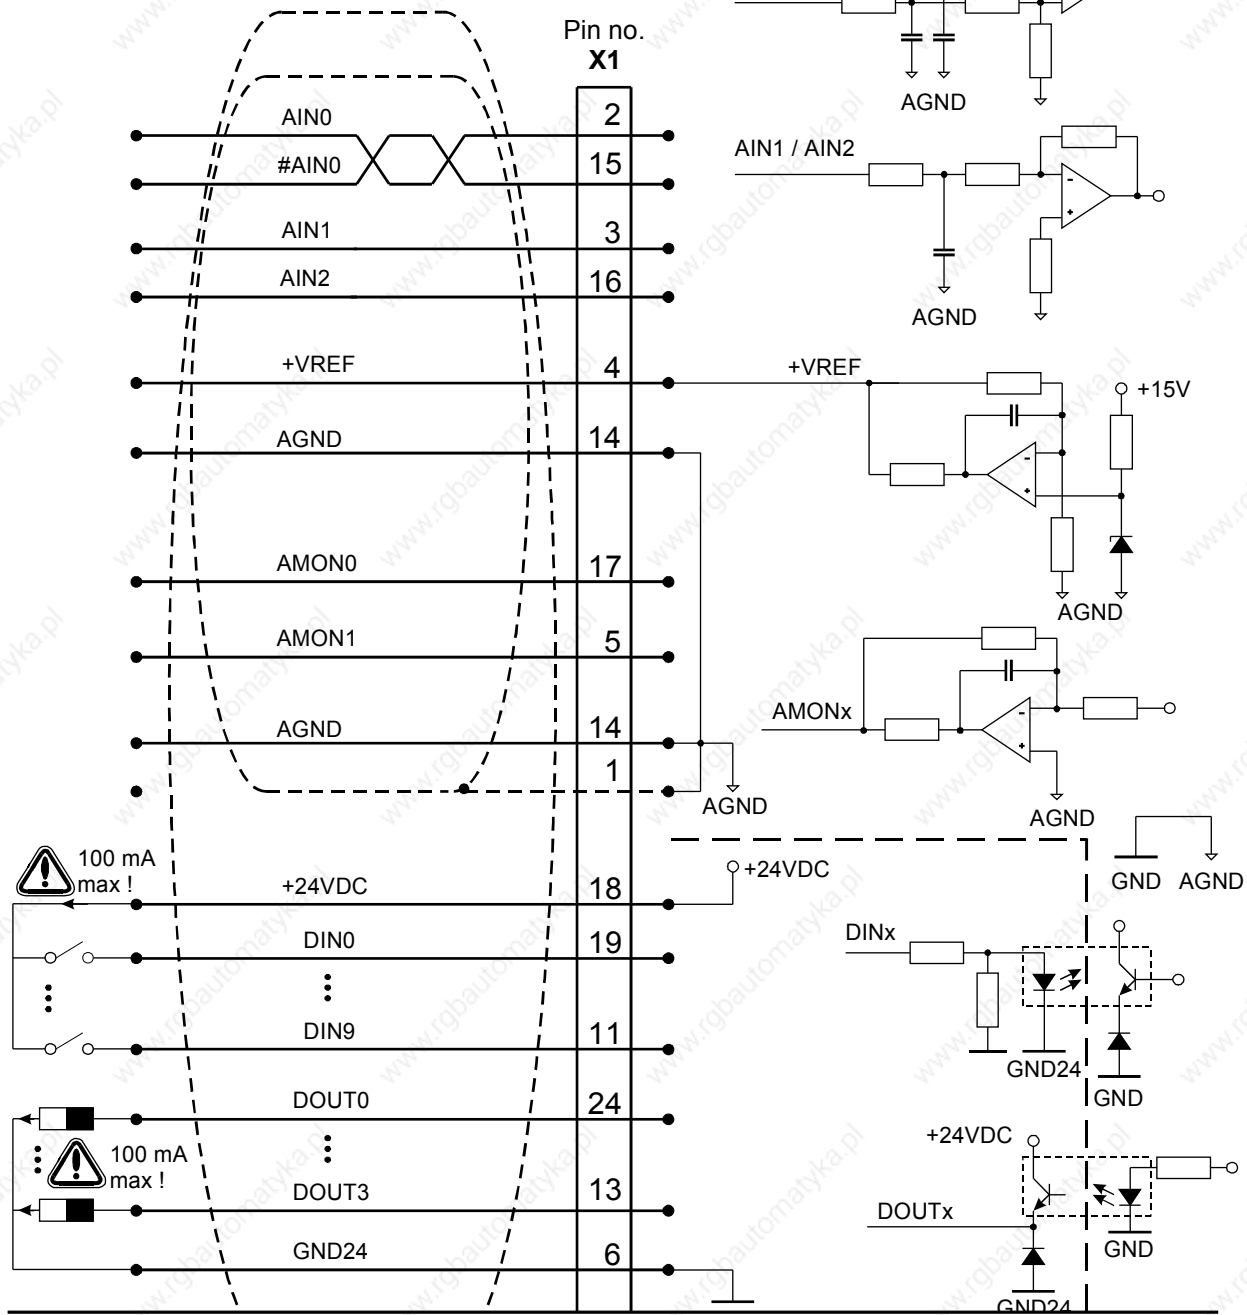 Pin no.
X1
AGND
AIN0
2
#AIN0
15
AIN1 / AIN2
AIN1
3
AIN2
16
AGND
+VREF
4
+VREF
+15V
AGND
14
AMON0
17
AGND
AMON1
5
AMONx
AGND
14
1
AGND
AGND
100 mA
max !
+24VDC
18
+24VDC
GND
AGND
DIN0
19
DINx
DIN9
11
GND24
GND
DOUT0
24
100 mA
max !
+24VDC
DOUT3
13
DOUTx
GND
GND24
6
GND24
www.rgbautomatyka.pl